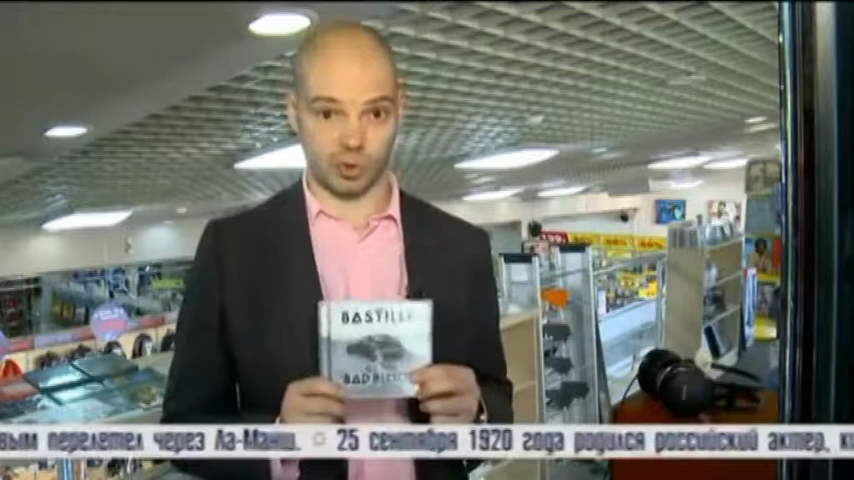 BASTILLE
BAD BLOOD
вым перелетел через Ла-Манш. ☼ 25 сентября 1920 года родился российский актер, к